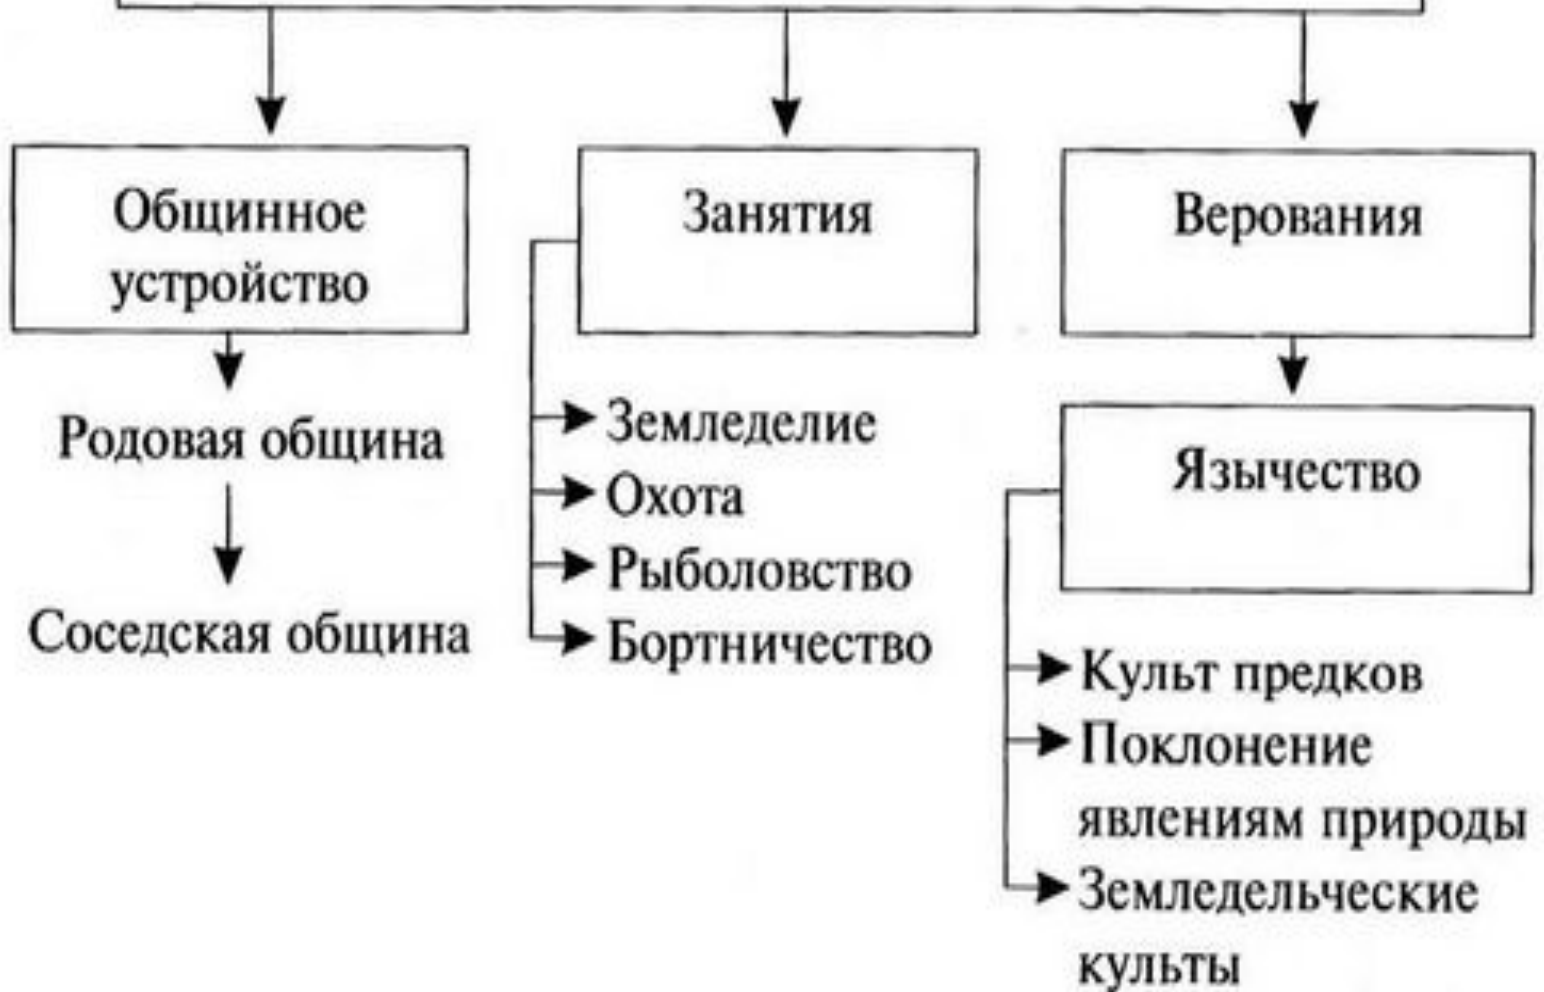 Общинное
устройство
Родовая община
Соседская община
Занятия
Земледелие
Охота
Рыболовство
Бортничество
Верования
Язычество
Культ предков
Поклонение
явлениям природы
Земледельческие
культы